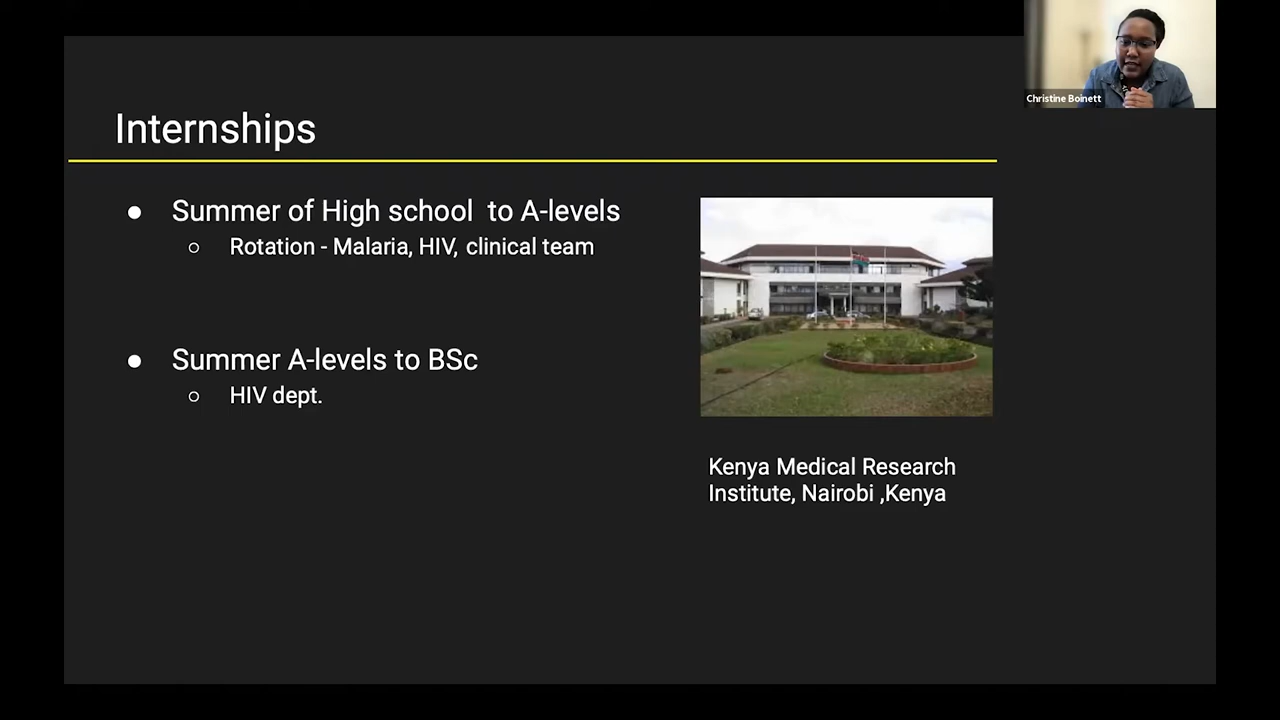 Christine Boinett
Internships
● Summer of High school to A-levels
○ Rotation - Malaria, HIV, clinical team
● Summer A-levels to BSc
○ HIV dept.
Kenya Medical Research
Institute, Nairobi ,Kenya